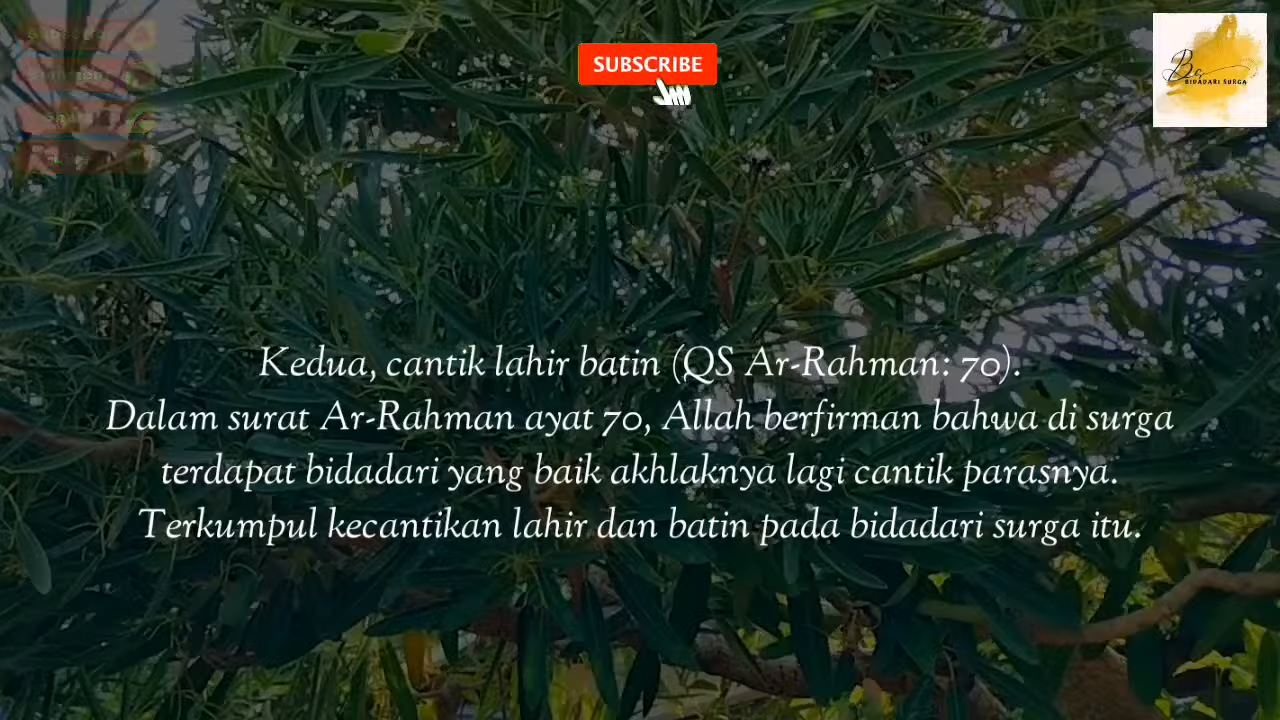 SUBSCRIBE
BIDADARI SURGA
Kedua, cantik lahir batin (QS Ar-Rahman: 70).
Dalam surat Ar-Rahman ayat 70, Allah berfirman bahwa di surga
terdapat bidadari yang baik akhlaknya lagi cantik parasnya.
Terkumpul kecantikan lahir dan batin pada bidadari surga itu.